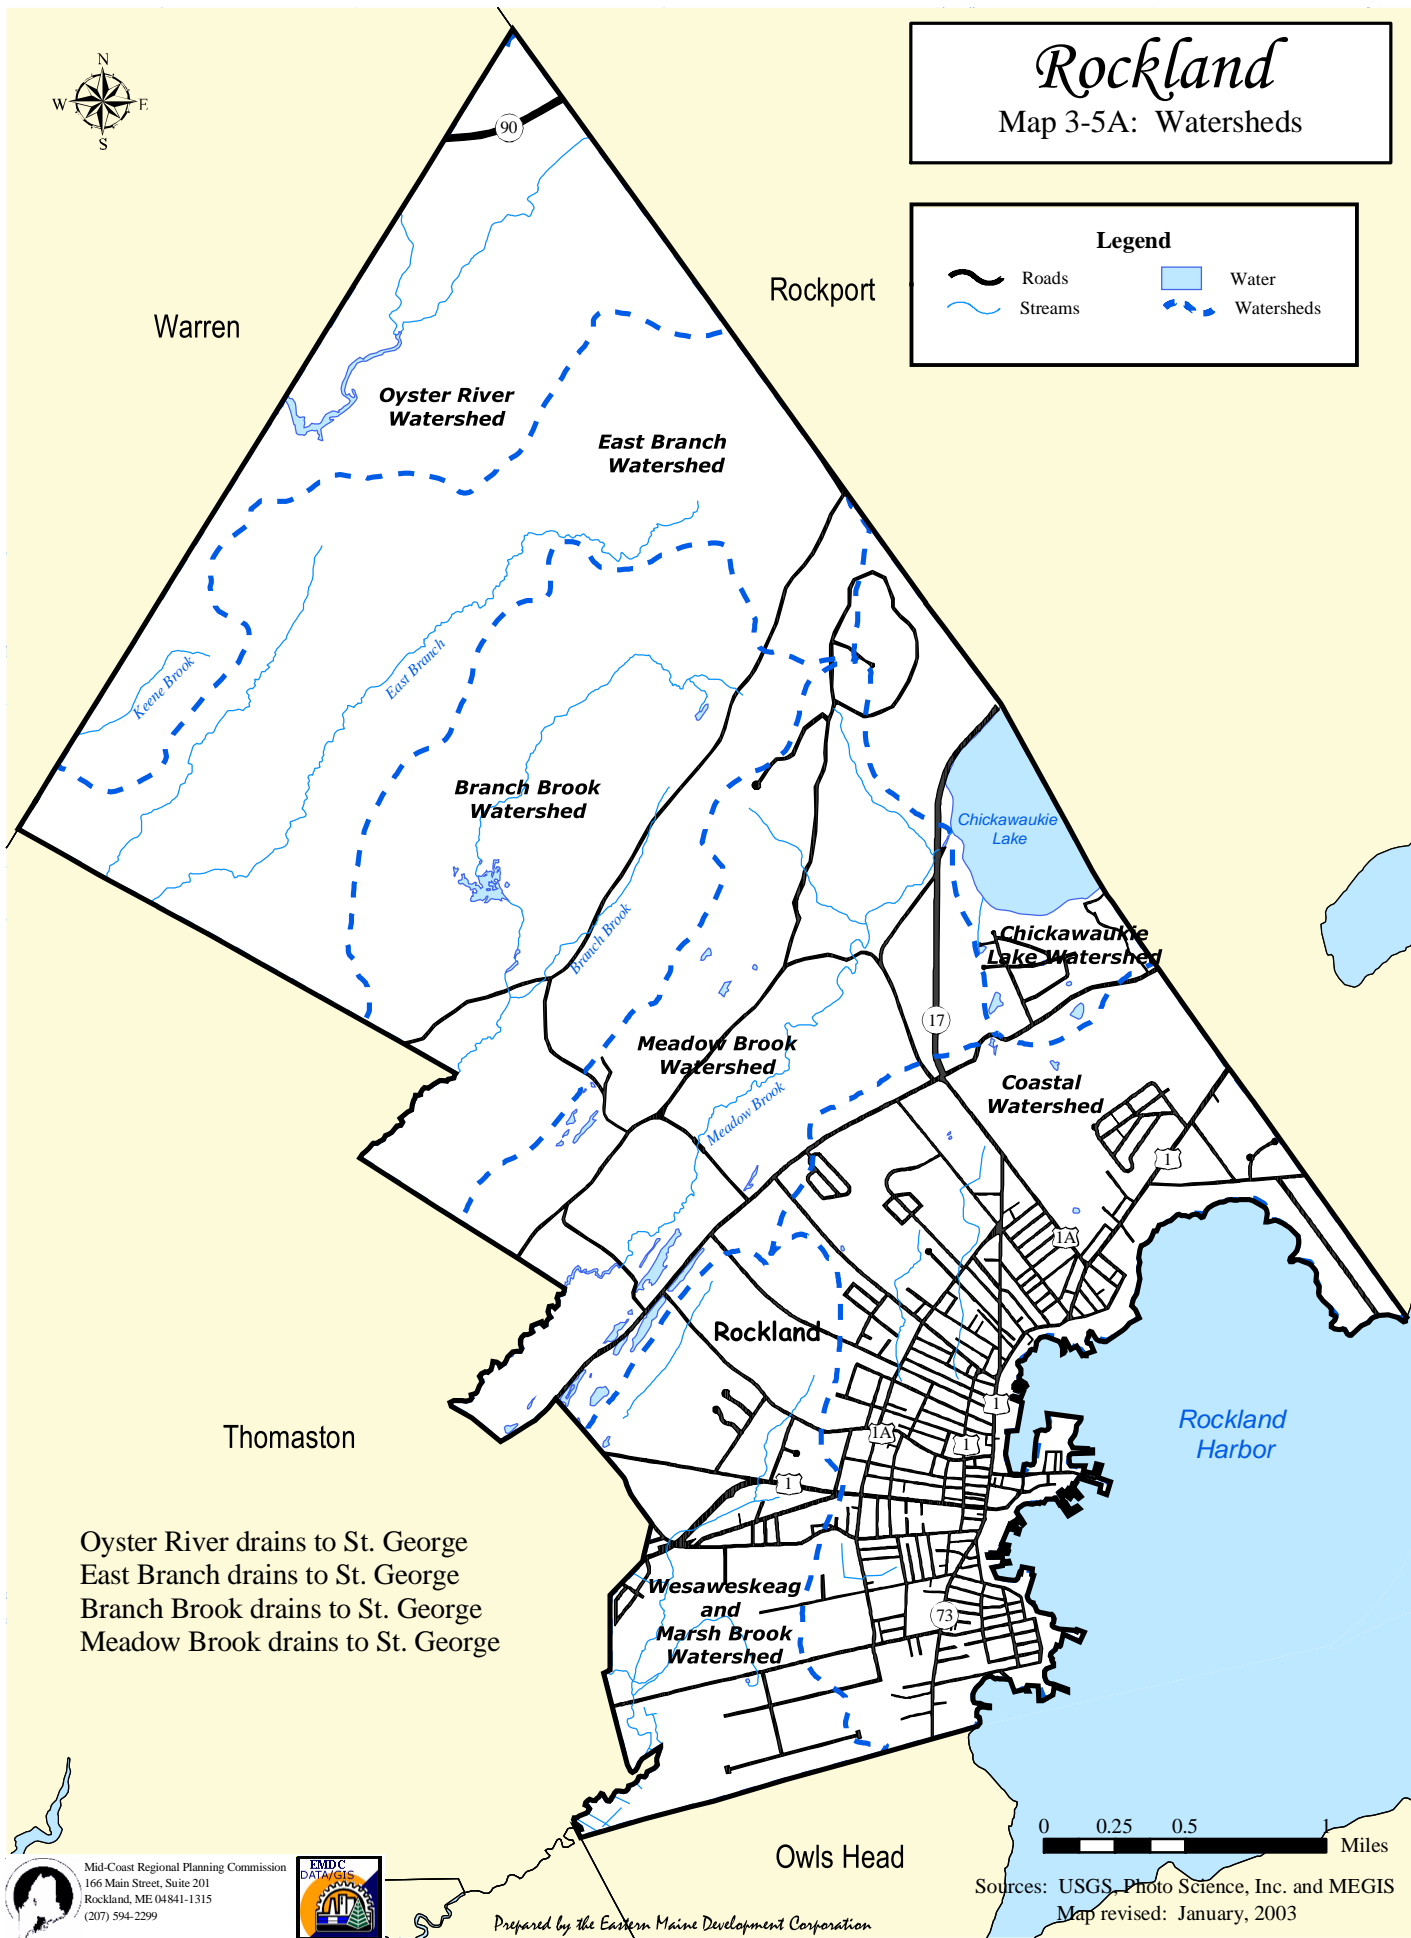 Rockland
Map 3-5A: Watersheds
N
W
E
S
90
Legend
Roads
Water
Streams
Watersheds
Rockport
Warren
Oyster River
Watershed
East Branch
Watershed
Keene Brook
East Branch
Branch Brook
Watershed
Chickawaukie
Lake
Branch Brook
Chickawaukie
Lake Watershed
17
Meadow Brook
Watershed
Coastal
Watershed
Meadow Brook
1
1A
Rockland
1
Rockland
Harbor
1A
1
Thomaston
1
Oyster River drains to St. George
East Branch drains to St. George
Branch Brook drains to St. George
Meadow Brook drains to St. George
Wesaweskeag
and
Marsh Brook
Watershed
73
0 0.25 0.5 1
Miles
Owls Head
Mid-Coast Regional Planning Commission
166 Main Street, Suite 201
Rockland, ME 04841-1315
(207) 594-2299
EMDC
DATA/GIS
Sources: USGS, Photo Science, Inc. and MEGIS
Map revised: January, 2003
Prepared by the Eastern Maine Development Corporation